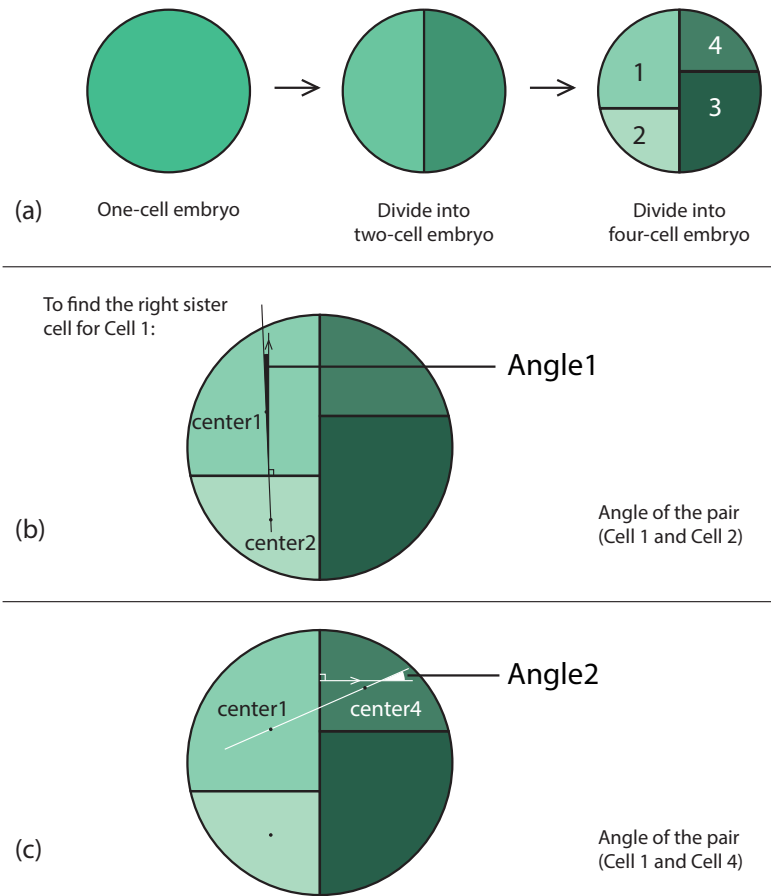 1
4
2
3
(a)
One-cell embryo
Divide into
two-cell embryo
Divide into
four-cell embryo
To find the right sister
cell for Cell 1:
Angle1
center1
center2
(b)
Angle of the pair
(Cell 1 and Cell 2)
Angle2
center1
center4
(c)
Angle of the pair
(Cell 1 and Cell 4)